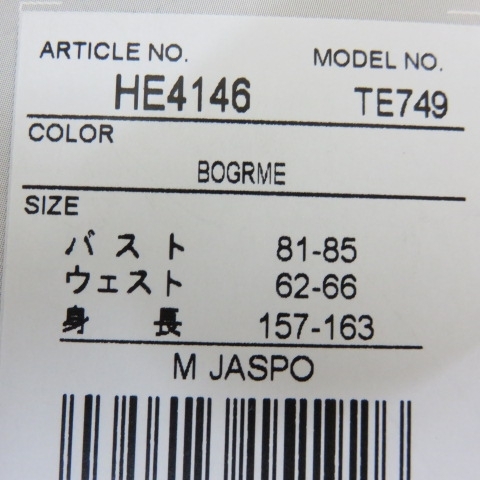 ARTICLE NO. MODEL NO.
HE4146 TE749
COLOR
BOGRME
SIZE
バスト 81-85
ウェスト 62-66
身長 157-163
M JASPO